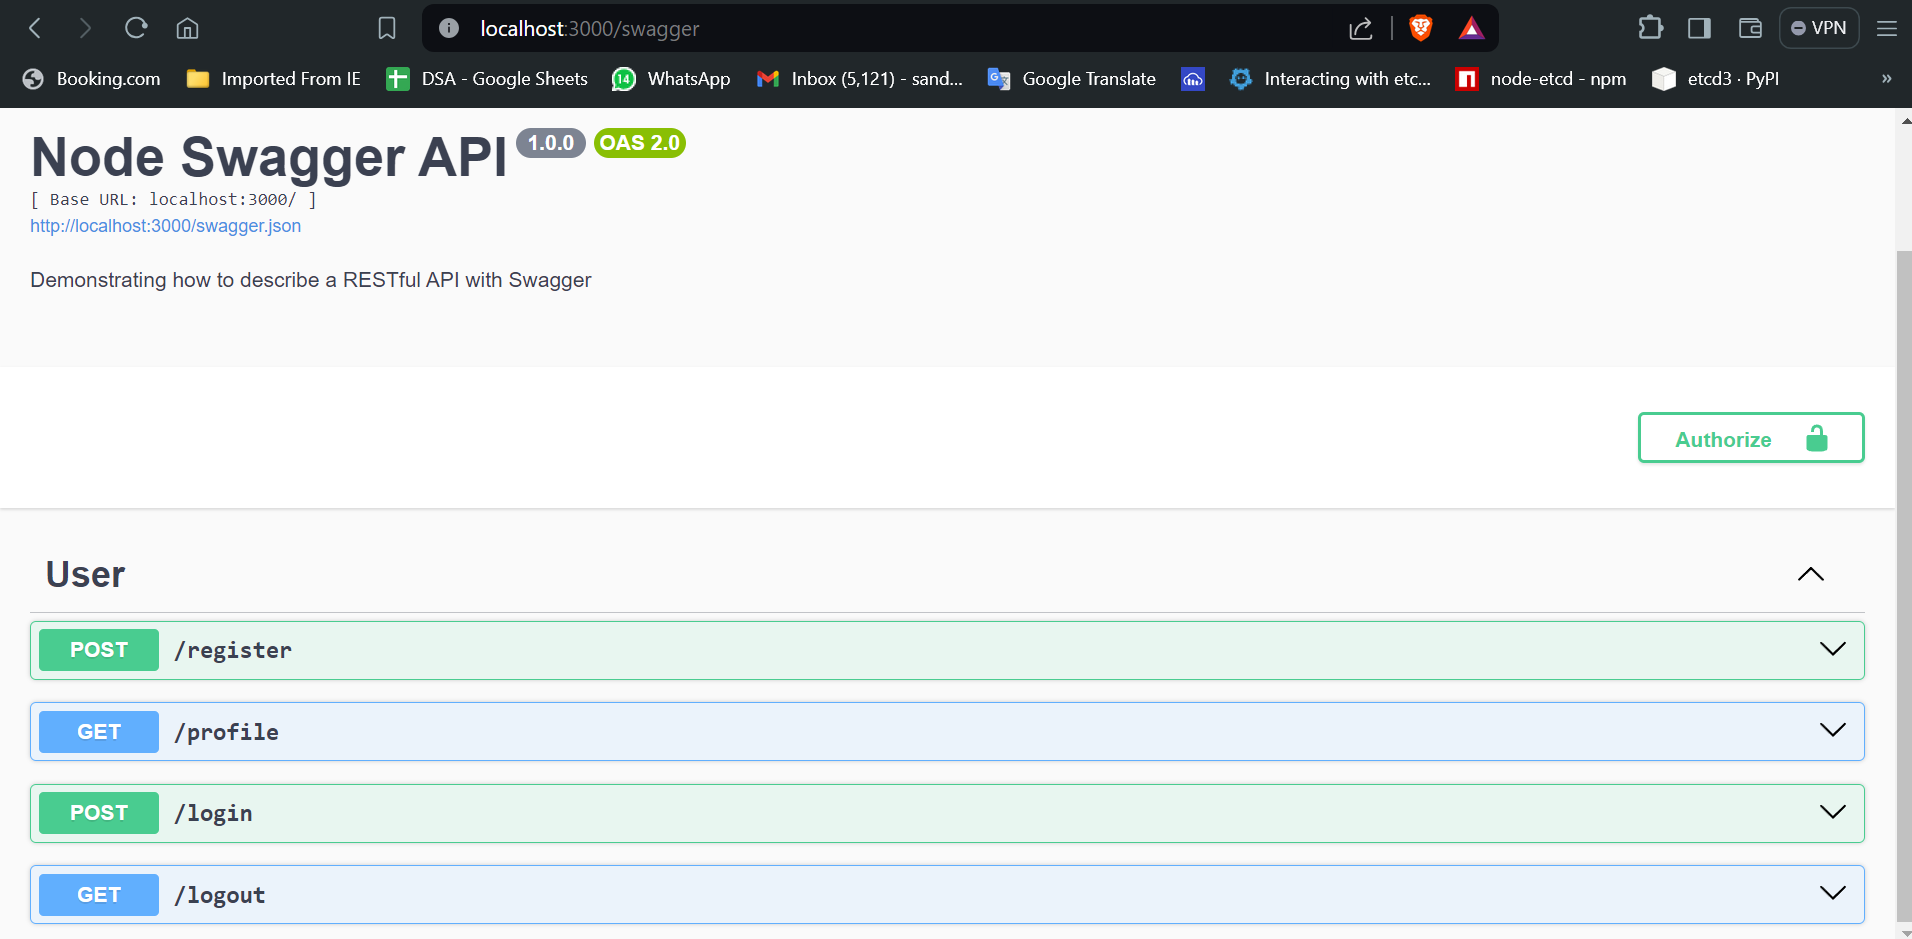 localhost:3000/swagger
VPN
Booking.com Imported From IE DSA - Google Sheets 14 WhatsApp Inbox (5,121) - sand... Google Translate Interacting with etc... node-etcd - npm etcd3 · PyPI »
Node Swagger API 1.0.0 OAS 2.0
[ Base URL: localhost:3000/ ]
http://localhost:3000/swagger.json
Demonstrating how to describe a RESTful API with Swagger
Authorize
User
POST /register
GET /profile
POST /login
GET /logout